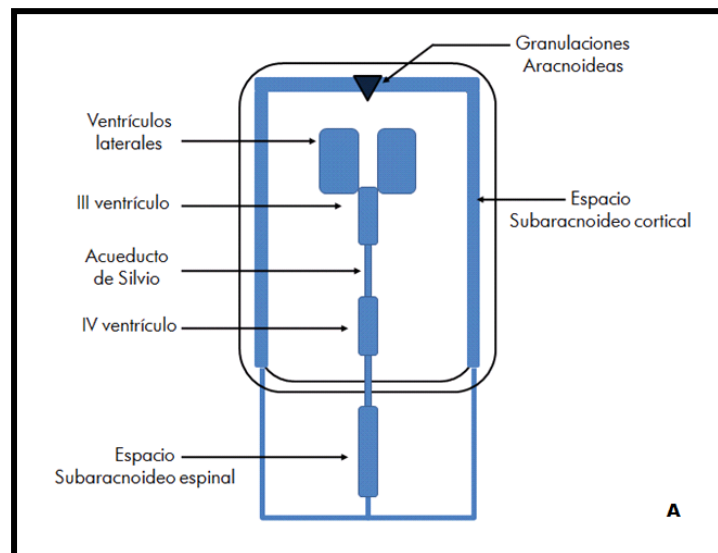 Granulaciones
Aracnoideas
Ventrículos
laterales
III ventrículo
Espacio
Subaracnoideo cortical
Acueducto
de Silvio
IV ventrículo
Espacio
Subaracnoideo espinal
A